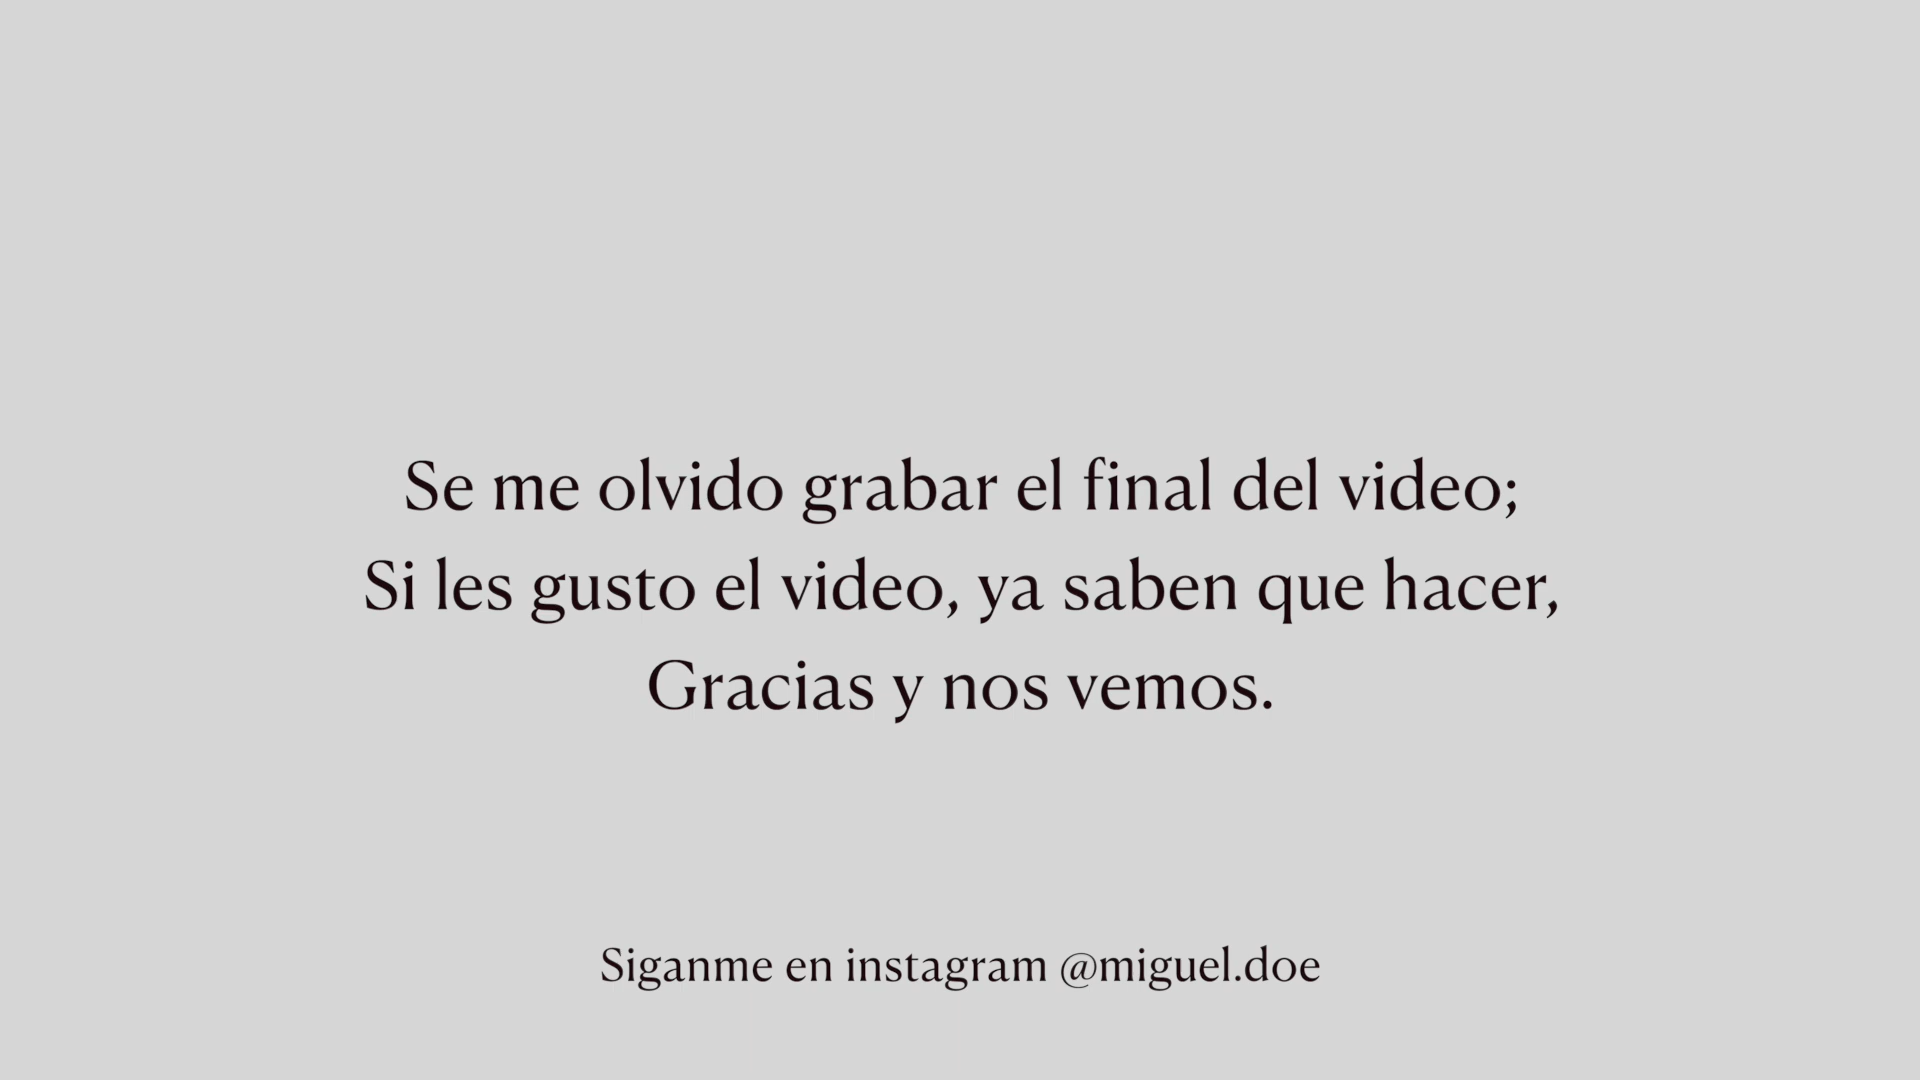 Se me olvido grabar el final del video;
Si les gusto el video, ya saben que hacer,
Gracias y nos vemos.
Siganme en instagram @miguel.doe